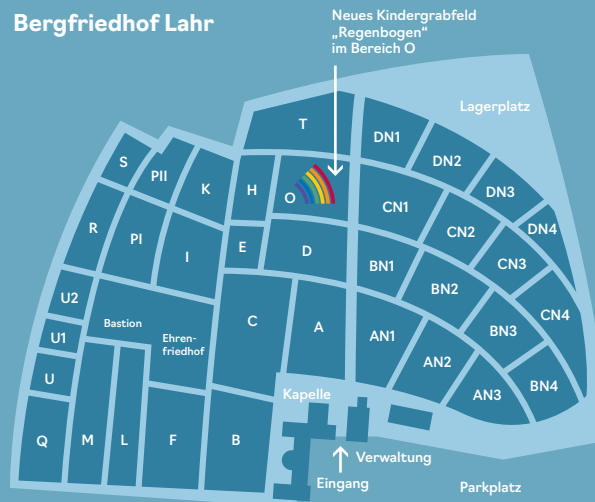 Bergfriedhof Lahr
Neues Kindergrabfeld
„Regenbogen“
im Bereich O
Lagerplatz
T
DN1
DN2
DN3
DN4
S
PII
K
H
O
CN1
CN2
CN3
CN4
R
PI
I
E
D
BN1
BN2
BN3
BN4
U2
Bastion
Ehren-
friedhof
C
A
AN1
AN2
AN3
U1
U
Kapelle
Q
M
L
F
B
Verwaltung
Eingang
Parkplatz